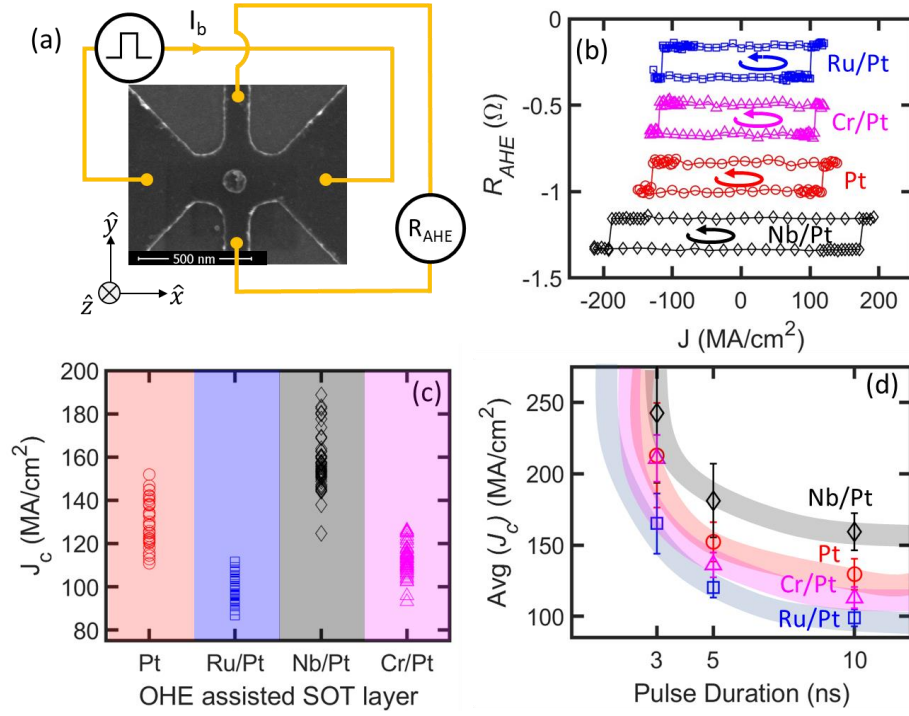 (a)
I_b
R_AHE
500 nm
ŷ
ẑ
x̂
(b)
0
-0.5
-1
-1.5
R_AHE (Ω)
Ru/Pt
Cr/Pt
Pt
Nb/Pt
-200
-100
0
100
200
J (MA/cm²)
(c)
200
180
160
140
120
100
80
J_c (MA/cm²)
Pt
Ru/Pt
Nb/Pt
Cr/Pt
OHE assisted SOT layer
(d)
250
200
150
100
Avg (J_c) (MA/cm²)
Nb/Pt
Pt
Cr/Pt
Ru/Pt
3
5
10
Pulse Duration (ns)